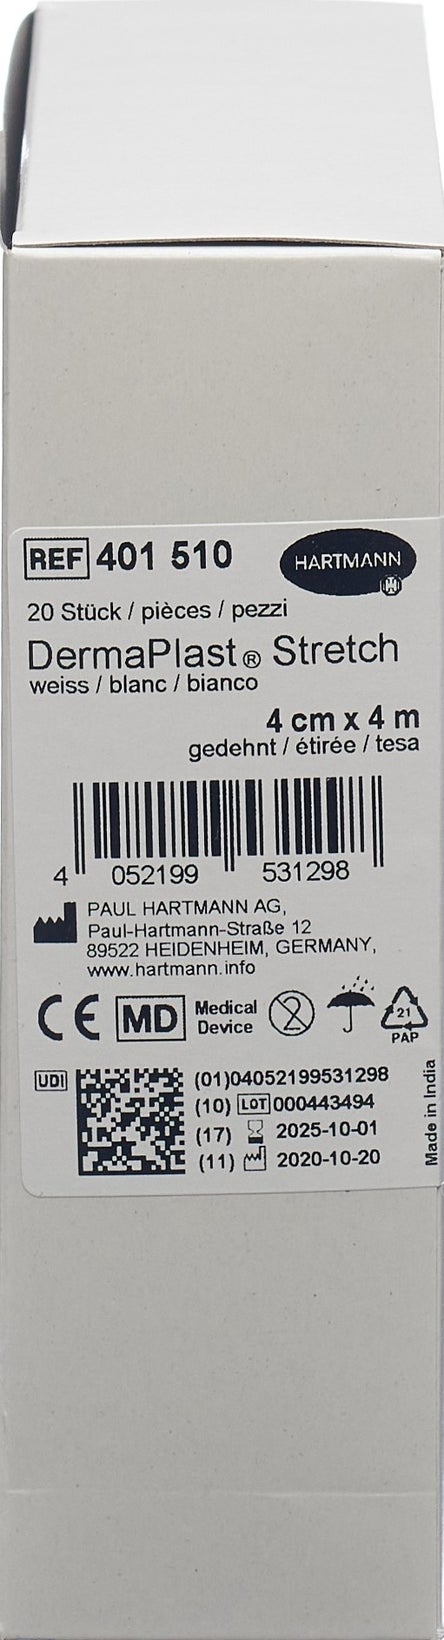 REF 401 510
HARTMANN
20 Stück / pièces / pezzi
DermaPlast® Stretch
weiss / blanc / bianco
4 cm x 4 m
gedehnt / étirée / tesa
4 052199 531298
PAUL HARTMANN AG,
Paul-Hartmann-Straße 12
89522 HEIDENHEIM, GERMANY,
www.hartmann.info
CE MD Medical Device
2
21
PAP
UDI
(01)04052199531298
(10) LOT 000443494
(17) 2025-10-01
(11) 2020-10-20
Made in India